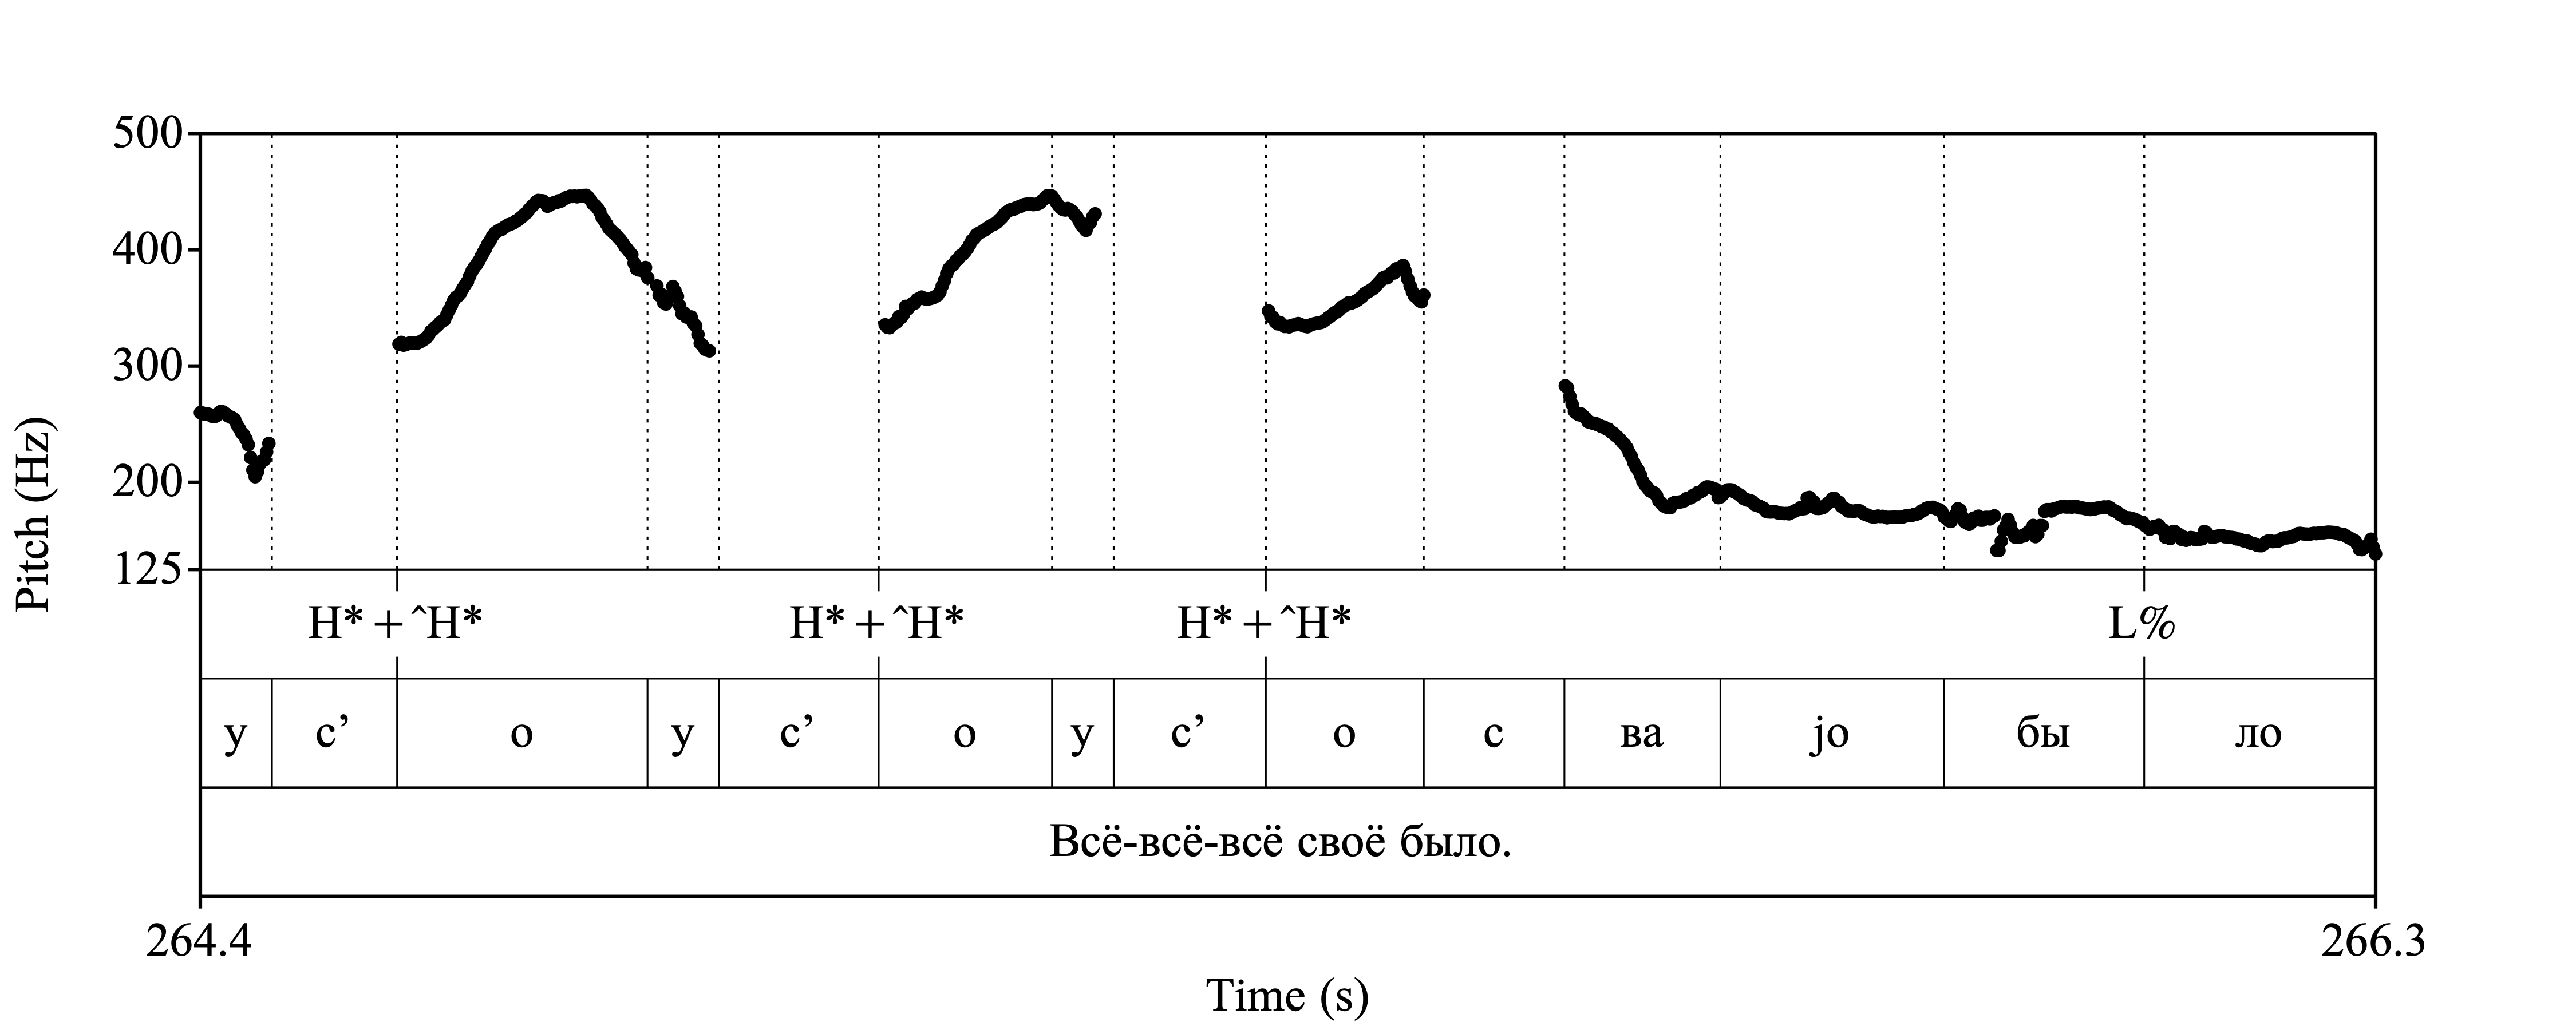 500
400
300
200
125
Pitch (Hz)
H*+^H* H*+^H* H*+^H* L%
у с’ о у с’ о у с’ о с ва jо бы ло
Всё-всё-всё своё было.
264.4 266.3
Time (s)